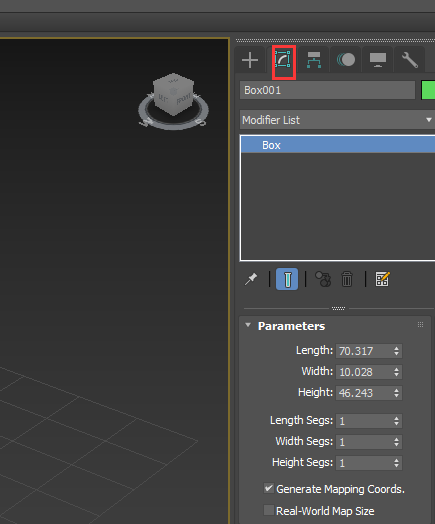 Box001
Modifier List
Box
Parameters
Length: 70.317
Width: 10.028
Height: 46.243
Length Segs: 1
Width Segs: 1
Height Segs: 1
Generate Mapping Coords.
Real-World Map Size